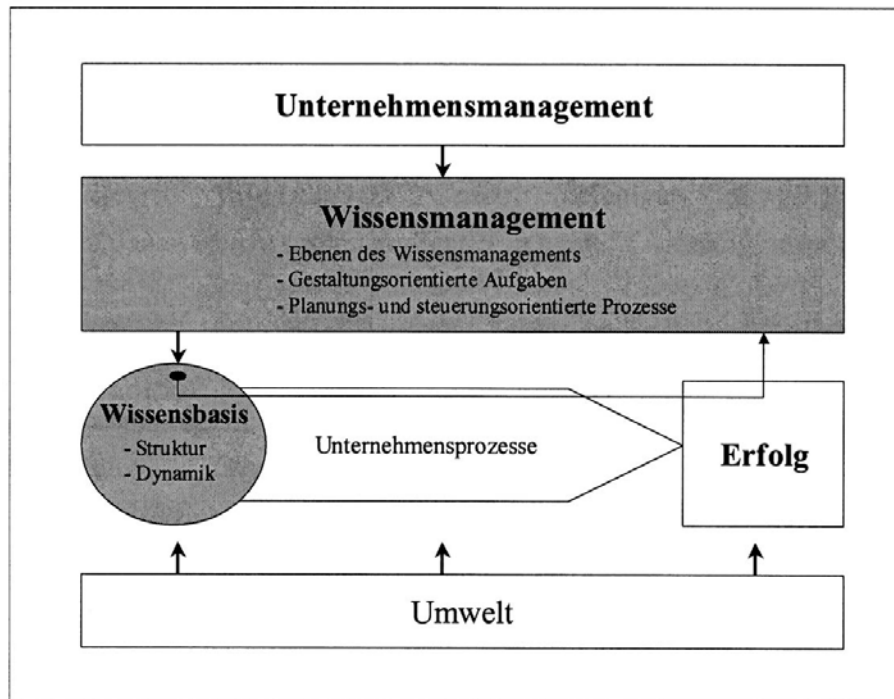 Unternehmensmanagement
Wissensmanagement
- Ebenen des Wissensmanagements
- Gestaltungsorientierte Aufgaben
- Planungs- und steuerungsorientierte Prozesse
Wissensbasis
- Struktur
- Dynamik
Unternehmensprozesse
Erfolg
Umwelt